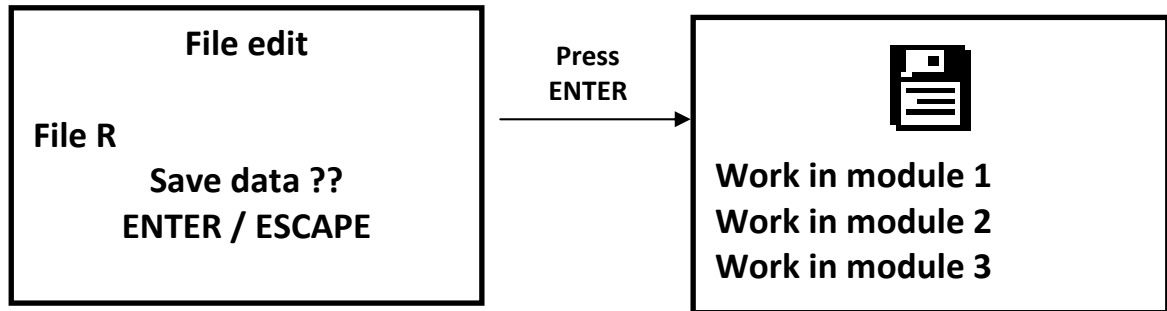 File edit
File R
Save data ??
ENTER / ESCAPE
Press
ENTER
Work in module 1
Work in module 2
Work in module 3